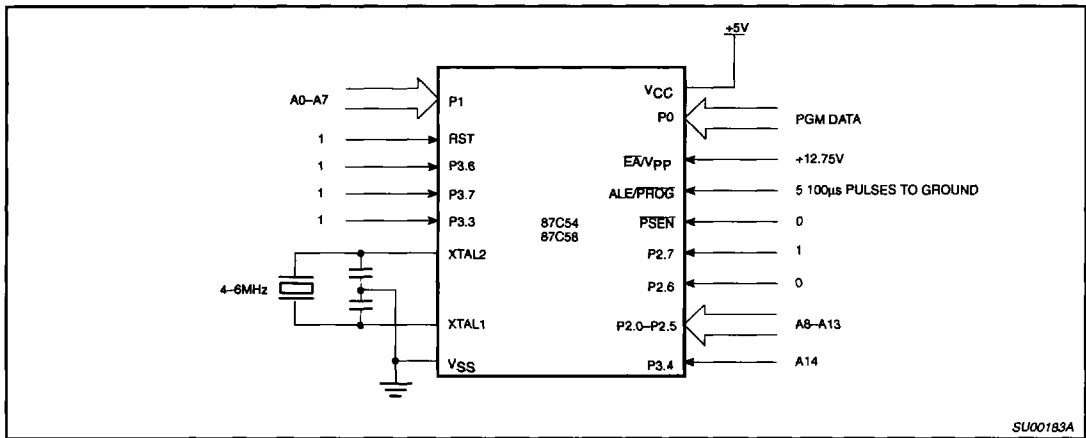 +5V
A0–A7
P1
VCC
P0
PGM DATA
1
RST
1
P3.6
EA/VPP
+12.75V
1
P3.7
ALE/PROG
5 100µs PULSES TO GROUND
1
P3.3
87C54
87C58
PSEN
0
XTAL2
P2.7
1
4–6MHz
P2.6
0
XTAL1
P2.0–P2.5
A8–A13
VSS
P3.4
A14
SU00183A